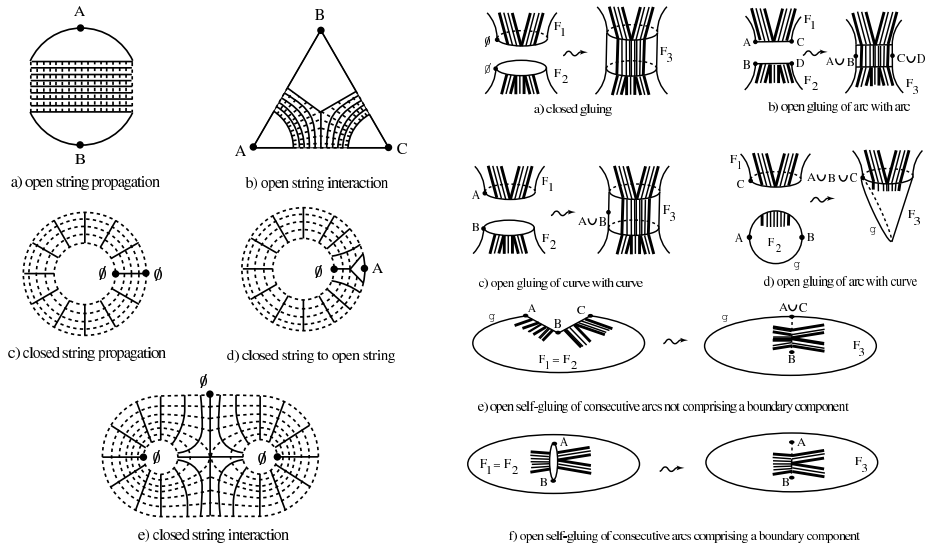 A
B
a) open string propagation
B
A
C
b) open string interaction
Ø
Ø
c) closed string propagation
Ø
A
d) closed string to open string
Ø
Ø
Ø
e) closed string interaction
Ø
F1
Ø
F2
F3
a) closed gluing
F1
A
C
B
D
F2
A∪B
C∪D
F3
b) open gluing of arc with arc
A
F1
B
F2
A∪B
F3
c) open gluing of curve with curve
F1
C
A
F2
B
g
A∪B∪C
g
F3
d) open gluing of arc with curve
g
A
B
C
F1 = F2
g
A∪C
B
F3
e) open self-gluing of consecutive arcs not comprising a boundary component
F1 = F2
A
B
A
B
F3
f) open self-gluing of consecutive arcs comprising a boundary component